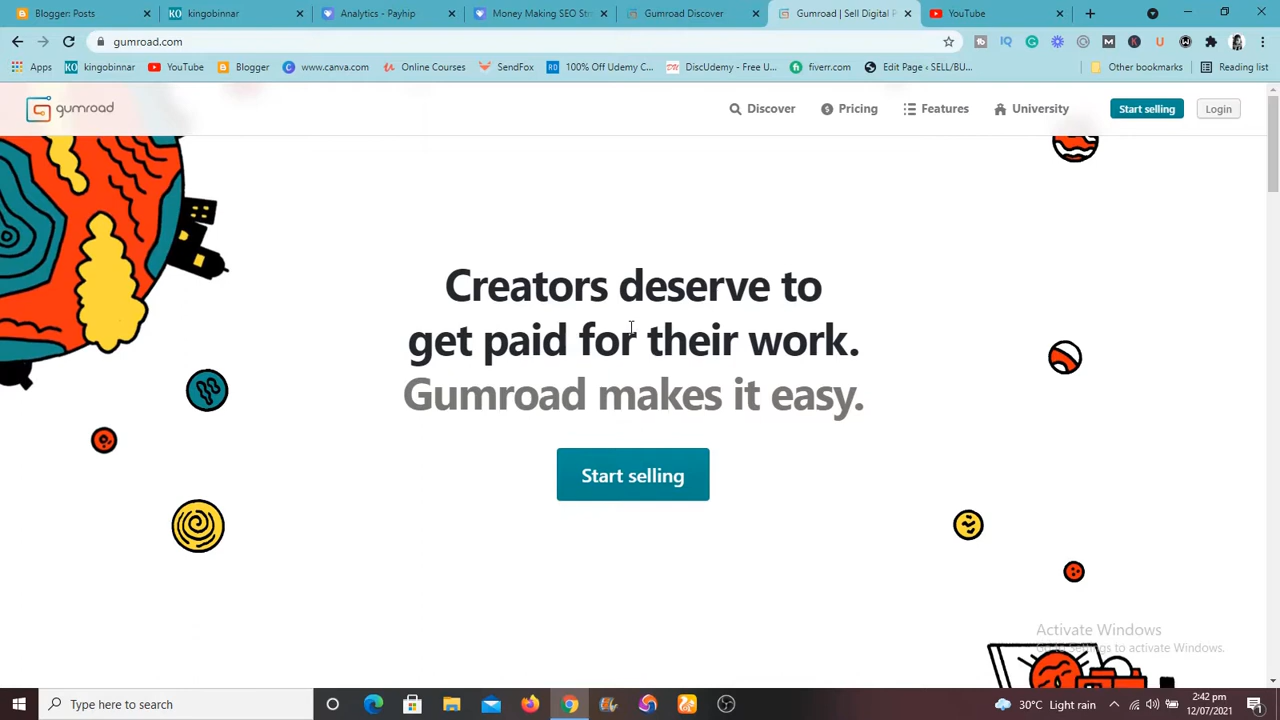 Blogger: Posts
kingobinnar
Analytics - Payhip
Money Making SEO Str
Gumroad Discover
Gumroad | Sell Digital P
YouTube
gumroad.com
Apps
kingobinnar
YouTube
Blogger
www.canva.com
Online Courses
SendFox
100% Off Udemy C...
DiscUdemy - Free U...
fiverr.com
Edit Page ‹ SELL/BU...
Other bookmarks
Reading list
gumroad
Discover
Pricing
Features
University
Start selling
Login
Creators deserve to
get paid for their work.
Gumroad makes it easy.
Start selling
Activate Windows
Go to Settings to activate Windows.
Type here to search
30°C Light rain
2:42 pm
12/07/2021